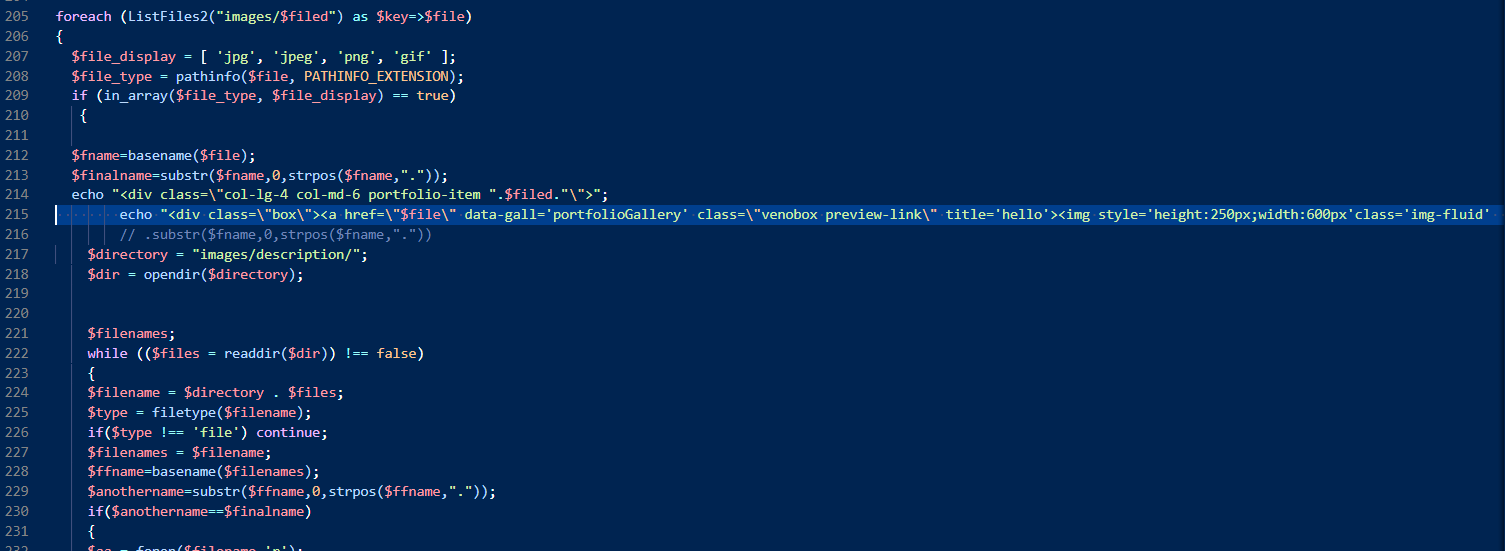 205 foreach (ListFiles2("images/$filed") as $key=>$file)
206 {
207 $file_display = [ 'jpg', 'jpeg', 'png', 'gif' ];
208 $file_type = pathinfo($file, PATHINFO_EXTENSION);
209 if (in_array($file_type, $file_display) == true)
210 {
211
212 $fname=basename($file);
213 $finalname=substr($fname,0,strpos($fname,"."));
214 echo "<div class=\"col-lg-4 col-md-6 portfolio-item ".$filed."\">";
215 echo "<div class=\"box\"><a href=\"$file\" data-gall='portfolioGallery' class=\"venobox preview-link\" title='hello'><img style='height:250px;width:600px'class='img-fluid'
216 // .substr($fname,0,strpos($fname,"."))
217 $directory = "images/description/";
218 $dir = opendir($directory);
219
220
221 $filenames;
222 while (($files = readdir($dir)) !== false)
223 {
224 $filename = $directory . $files;
225 $type = filetype($filename);
226 if($type !== 'file') continue;
227 $filenames = $filename;
228 $ffname=basename($filenames);
229 $anothername=substr($ffname,0,strpos($ffname,"."));
230 if($anothername==$finalname)
231 {